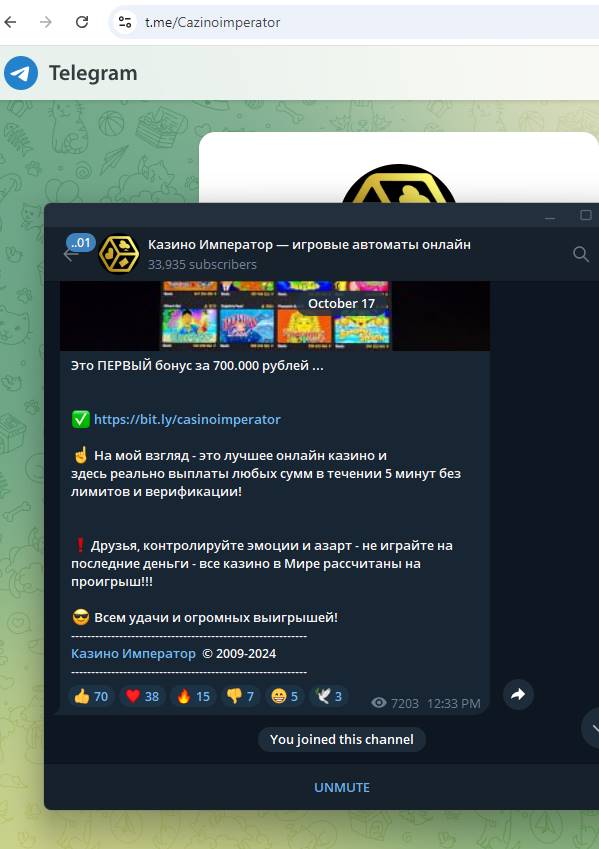 t.me/Cazinoimperator
Telegram
..01
Казино Император — игровые автоматы онлайн
33,935 subscribers
October 17
Это ПЕРВЫЙ бонус за 700.000 рублей ...
✅ https://bit.ly/casinoimperator
☝ На мой взгляд - это лучшее онлайн казино и
здесь реально выплаты любых сумм в течении 5 минут без
лимитов и верификации!
❗ Друзья, контролируйте эмоции и азарт - не играйте на
последние деньги - все казино в Мире рассчитаны на
проигрыш!!!
😎 Всем удачи и огромных выигрышей!
-----------------------------------------------------------
Казино Император © 2009-2024
-----------------------------------------------------------
👍 70 ❤ 38 🔥 15 👎 7 😁 5 🕊 3 7203 12:33 PM
You joined this channel
UNMUTE